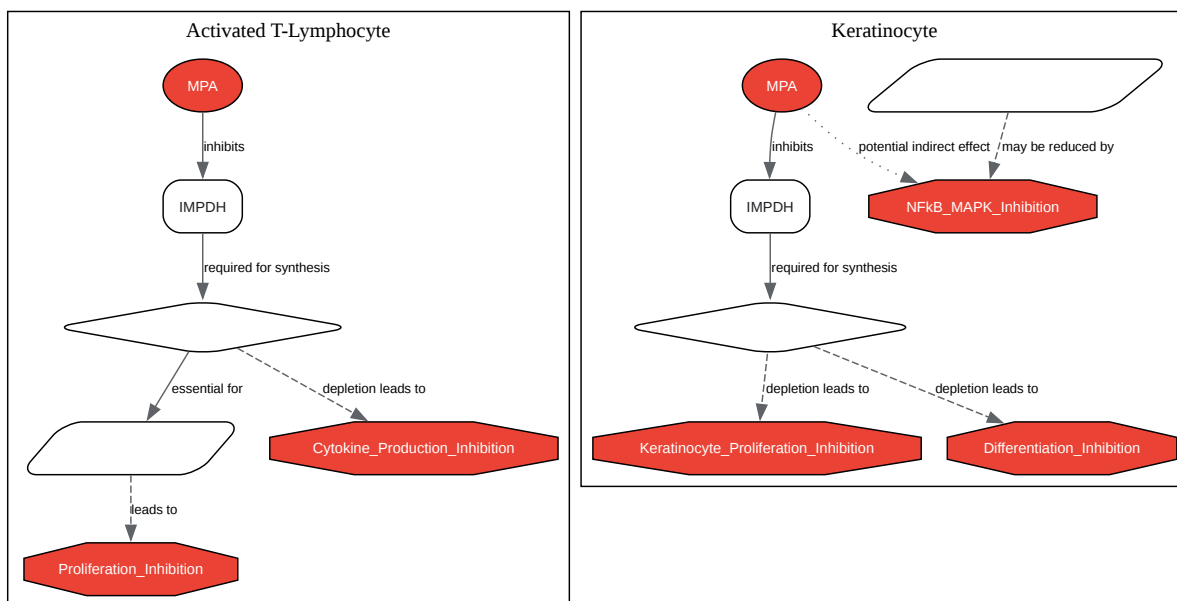 Activated T-Lymphocyte
MPA
inhibits
IMPDH
required for synthesis
essential for
depletion leads to
Cytokine_Production_Inhibition
leads to
Proliferation_Inhibition
Keratinocyte
MPA
inhibits
potential indirect effect
may be reduced by
IMPDH
NFkB_MAPK_Inhibition
required for synthesis
depletion leads to
depletion leads to
Keratinocyte_Proliferation_Inhibition
Differentiation_Inhibition